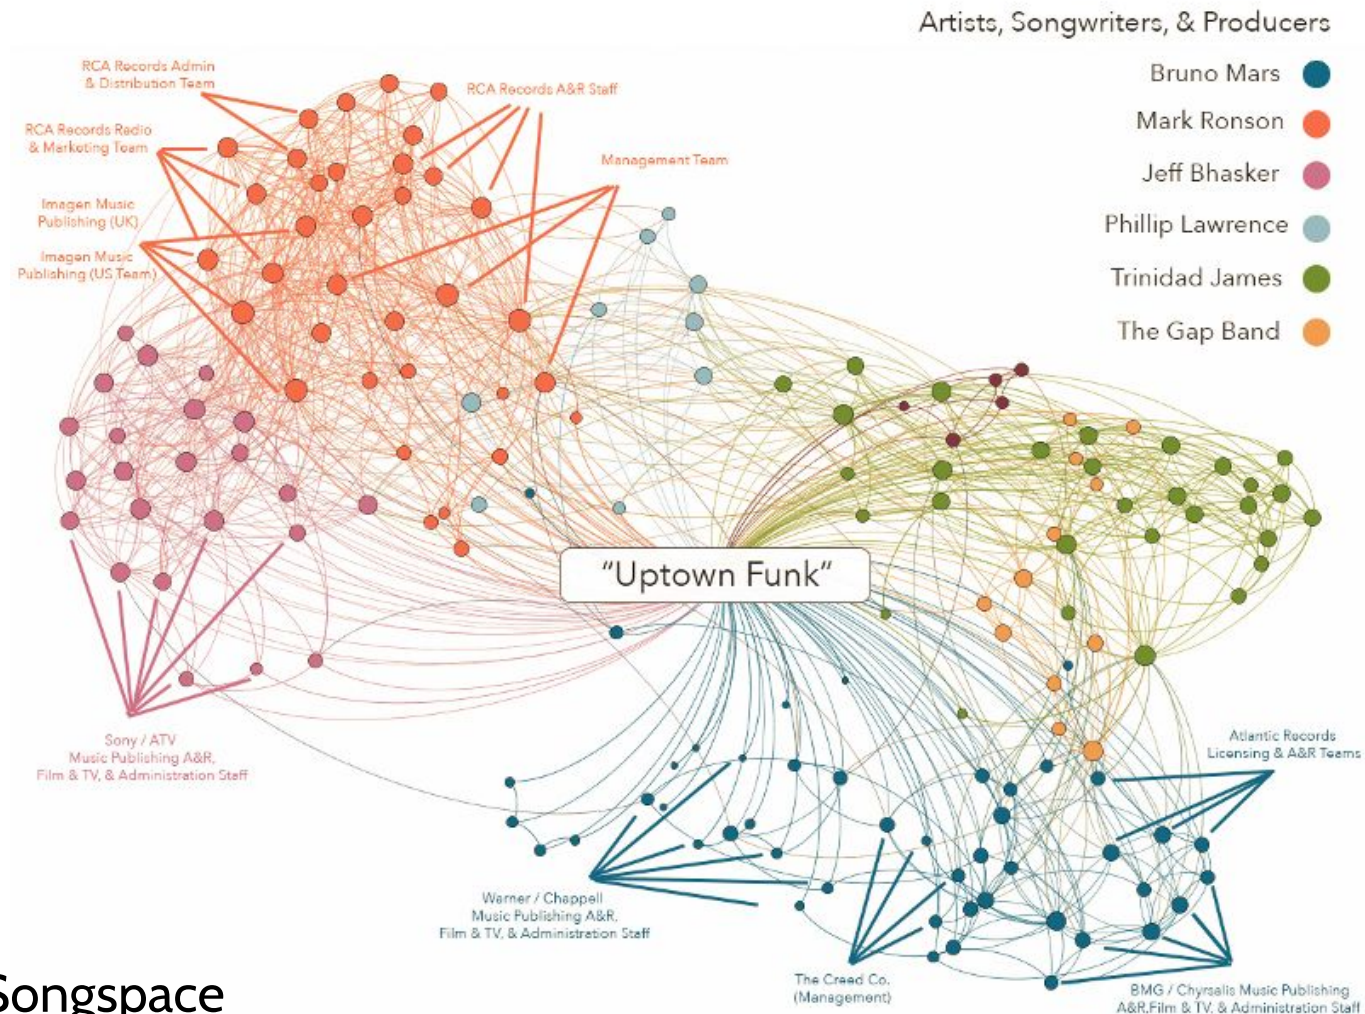 Artists, Songwriters, & Producers
Bruno Mars
Mark Ronson
Jeff Bhasker
Phillip Lawrence
Trinidad James
The Gap Band
RCA Records Admin
& Distribution Team
RCA Records A&R Staff
RCA Records Radio
& Marketing Team
Management Team
Imagen Music
Publishing (UK)
Imagen Music
Publishing (US Team)
“Uptown Funk”
Sony / ATV
Music Publishing A&R,
Film & TV, & Administration Staff
Atlantic Records
Licensing & A&R Teams
Warner / Chappell
Music Publishing A&R,
Film & TV, & Administration Staff
The Creed Co.
(Management)
BMG / Chyrsalis Music Publishing
A&R,Film & TV, & Administration Staff
Songspace